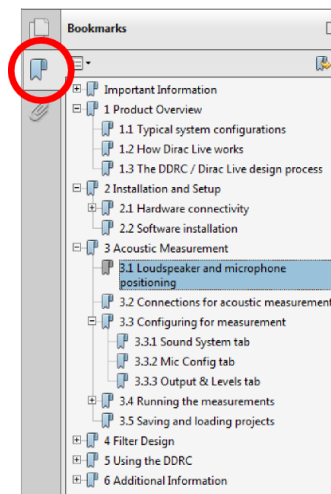 Bookmarks
Important Information
1 Product Overview
1.1 Typical system configurations
1.2 How Dirac Live works
1.3 The DDRC / Dirac Live design process
2 Installation and Setup
2.1 Hardware connectivity
2.2 Software installation
3 Acoustic Measurement
3.1 Loudspeaker and microphone
positioning
3.2 Connections for acoustic measurement
3.3 Configuring for measurement
3.3.1 Sound System tab
3.3.2 Mic Config tab
3.3.3 Output & Levels tab
3.4 Running the measurements
3.5 Saving and loading projects
4 Filter Design
5 Using the DDRC
6 Additional Information